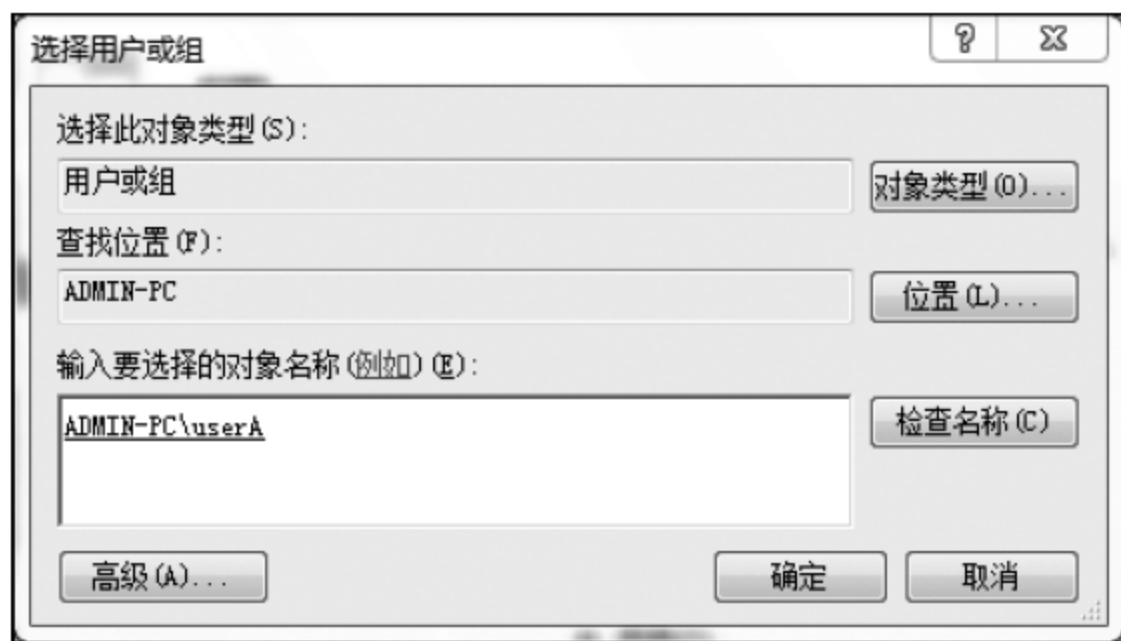 选择用户或组
选择此对象类型(S):
用户或组
对象类型(O)...
查找位置(F):
ADMIN-PC
位置(L)...
输入要选择的对象名称(例如)(E):
ADMIN-PC\userA
检查名称(C)
高级(A)...
确定
取消